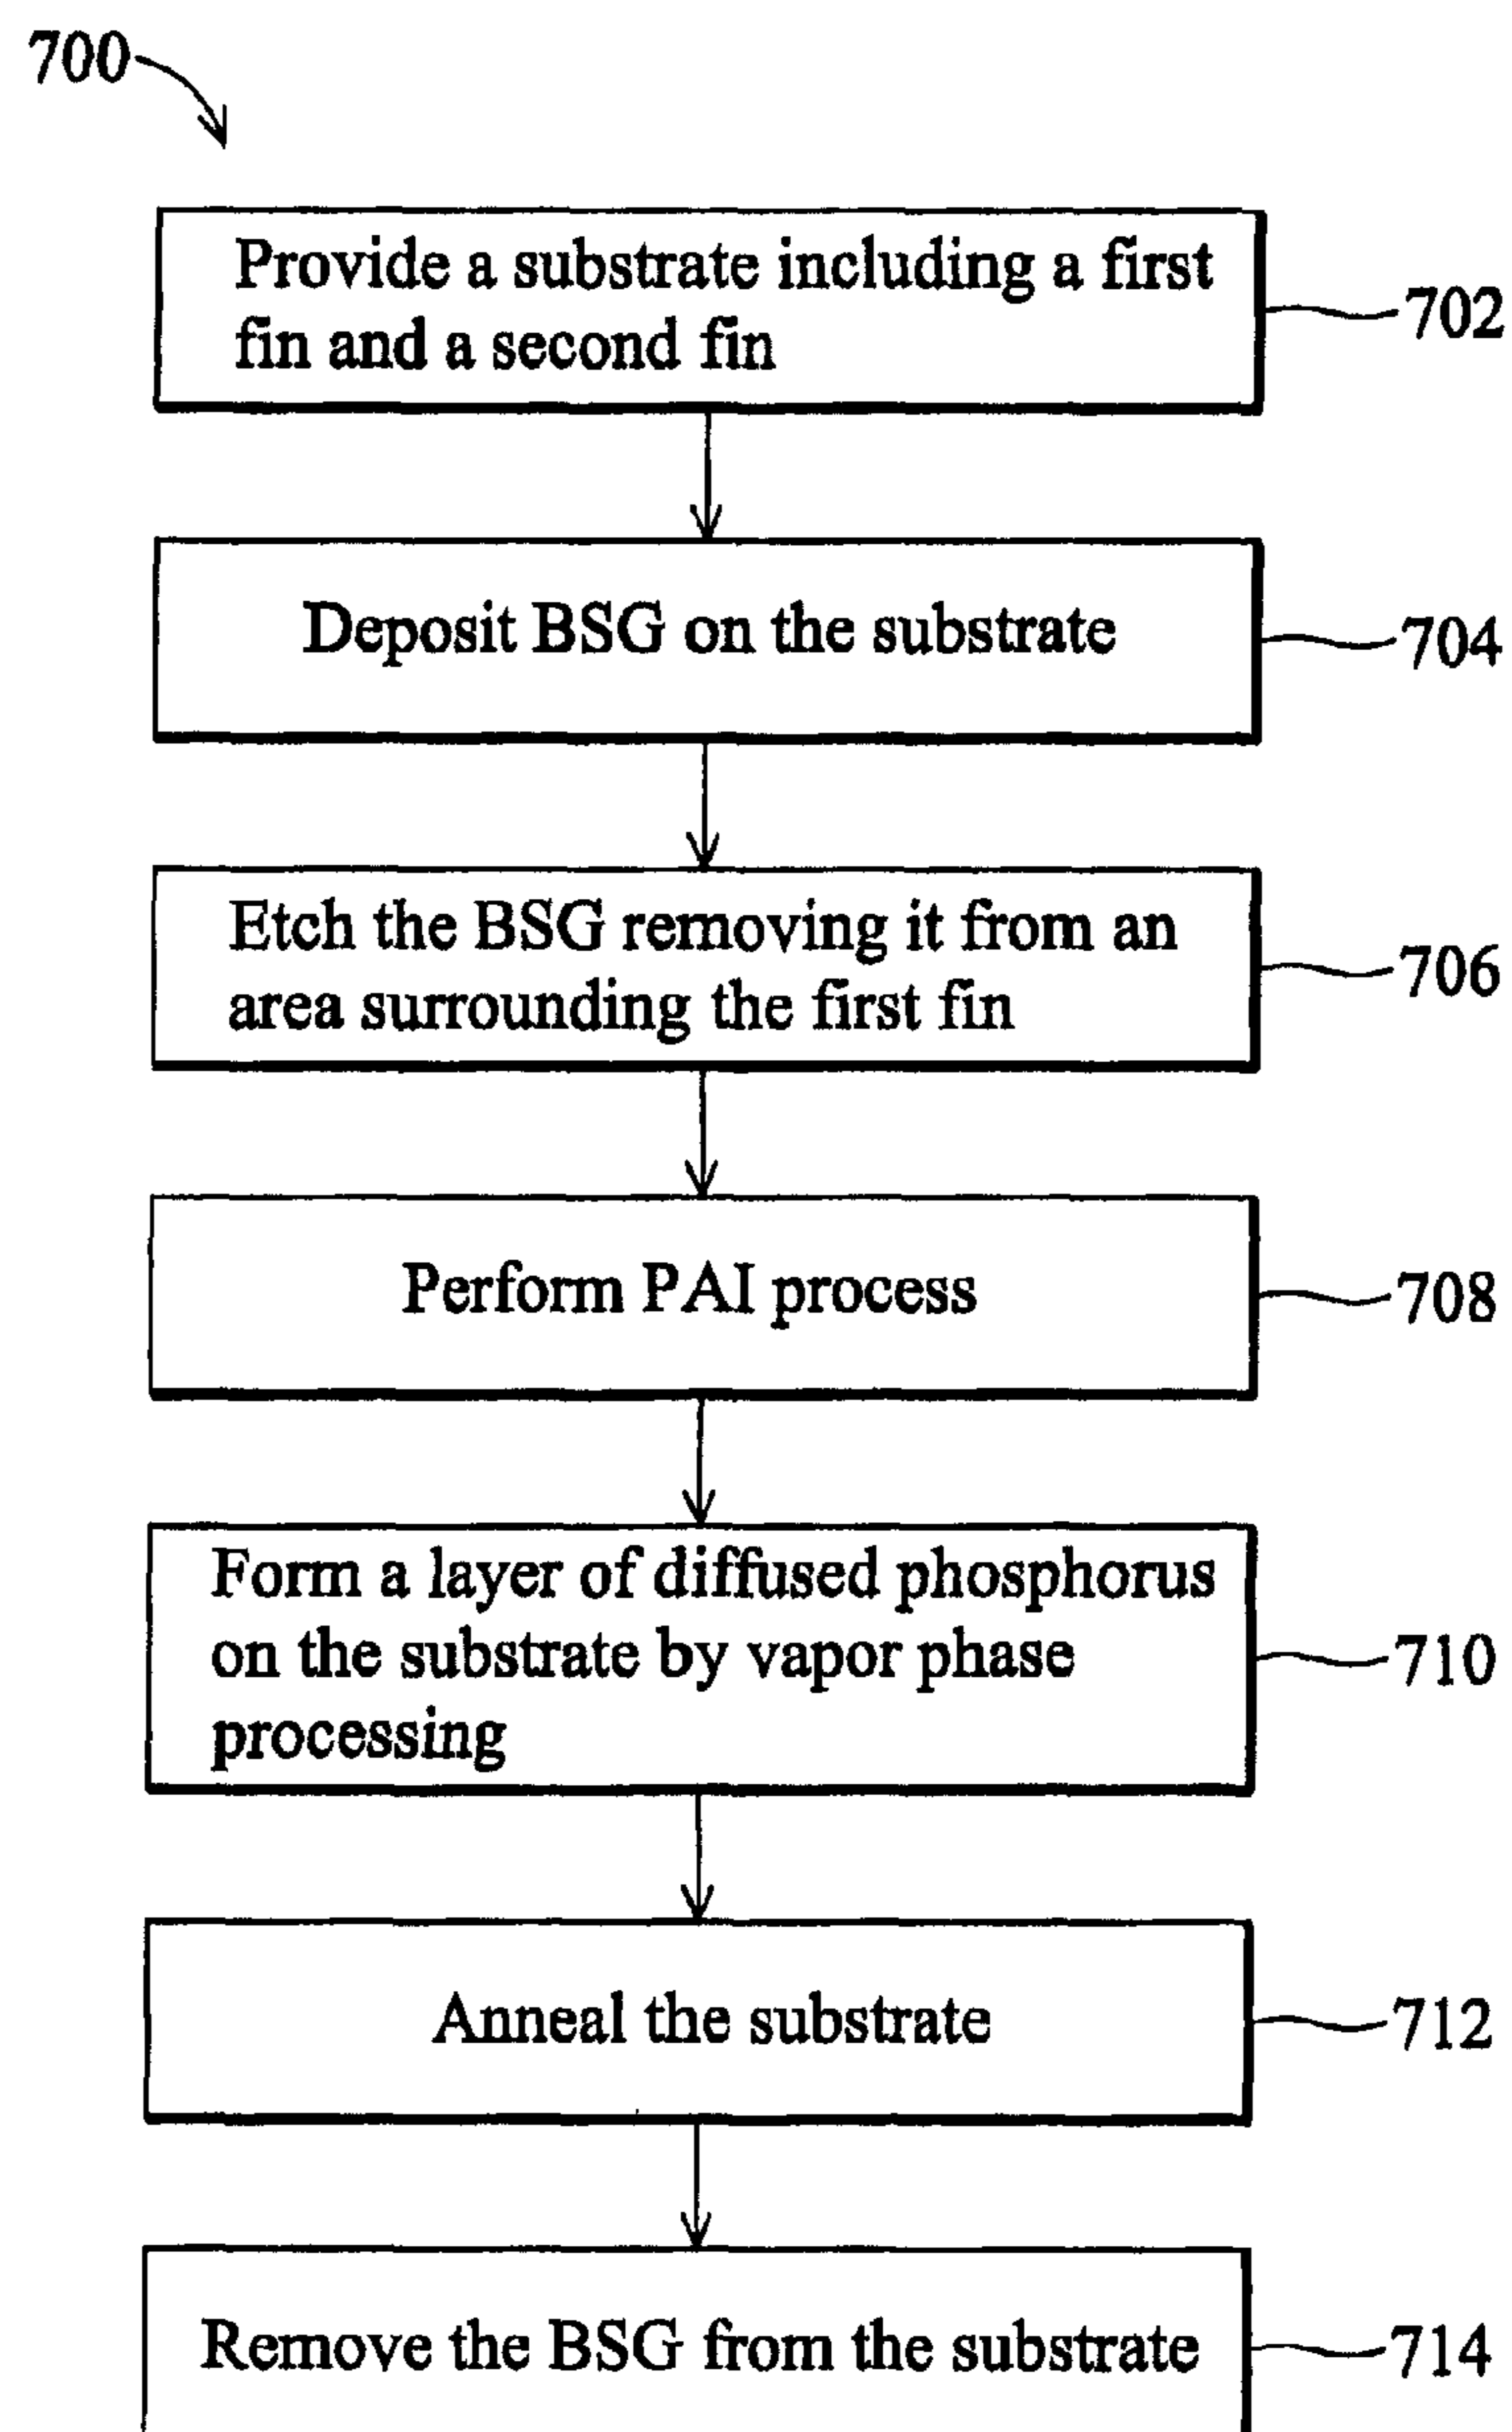 700
Provide a substrate including a first
fin and a second fin
702
Deposit BSG on the substrate
704
Etch the BSG removing it from an
area surrounding the first fin
706
Perform PAI process
708
Form a layer of diffused phosphorus
on the substrate by vapor phase
processing
710
Anneal the substrate
712
Remove the BSG from the substrate
714